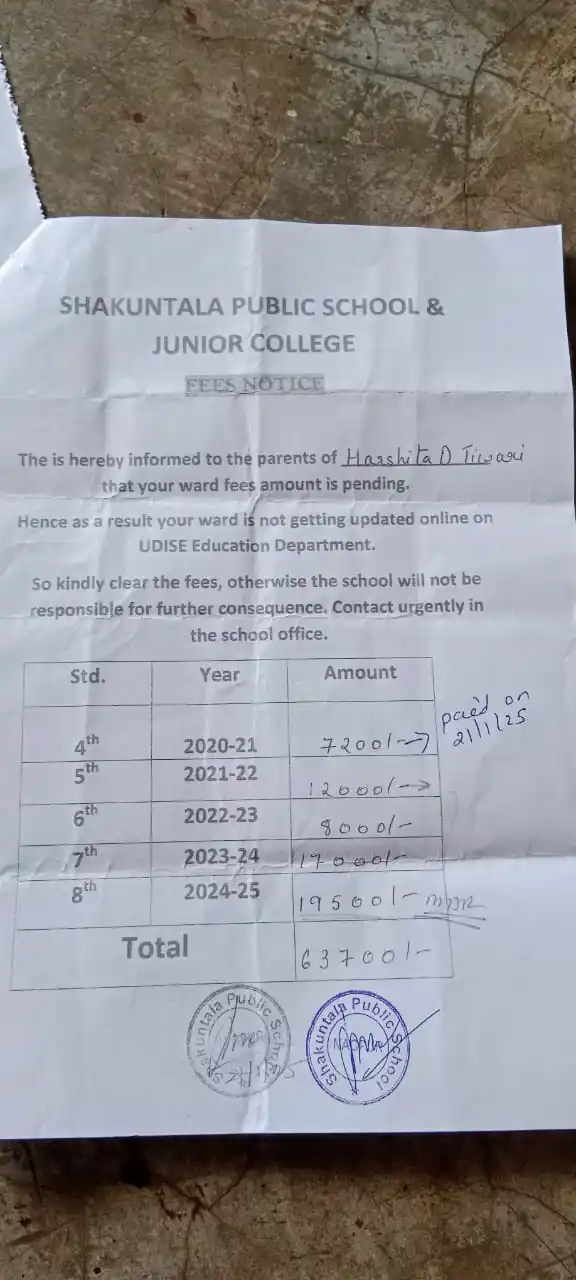 SHAKUNTALA PUBLIC SCHOOL &
JUNIOR COLLEGE
FEES NOTICE
The is hereby informed to the parents of Harshita D Tiwari
that your ward fees amount is pending.
Hence as a result your ward is not getting updated online on
UDISE Education Department.
So kindly clear the fees, otherwise the school will not be
responsible for further consequence. Contact urgently in
the school office.
Std. Year Amount
4th 2020-21 7200/- → paid on 21/1/25
5th 2021-22 12000/- →
6th 2022-23 8000/-
7th 2023-24 17000/-
8th 2024-25 19500/-
Total 63700/-
Shakuntala Public School
Shakuntala Public School